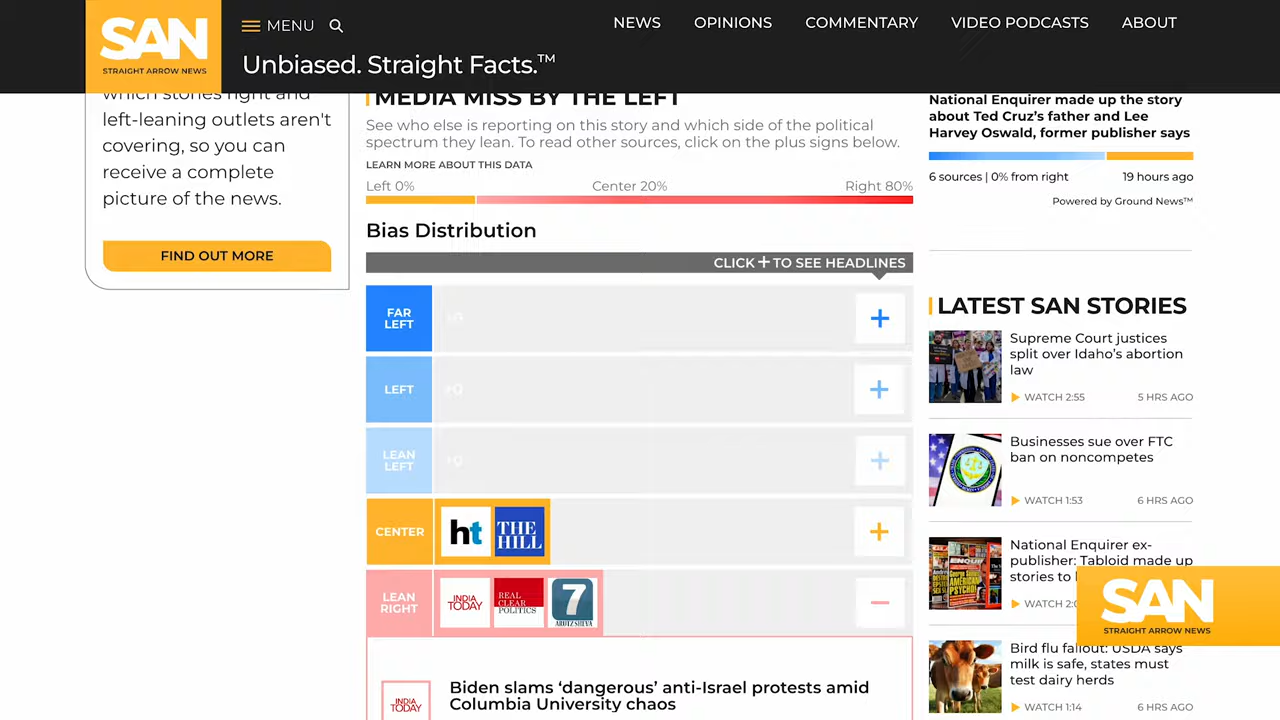 SAN
STRAIGHT ARROW NEWS
MENU
NEWS
OPINIONS
COMMENTARY
VIDEO PODCASTS
ABOUT
Unbiased. Straight Facts.™
which stories right and
left-leaning outlets aren't
covering, so you can
receive a complete
picture of the news.
FIND OUT MORE
MEDIA MISS BY THE LEFT
See who else is reporting on this story and which side of the political
spectrum they lean. To read other sources, click on the plus signs below.
LEARN MORE ABOUT THIS DATA
Left 0%
Center 20%
Right 80%
Bias Distribution
CLICK + TO SEE HEADLINES
FAR
LEFT
+0
LEFT
+0
LEAN
LEFT
+0
CENTER
ht
THE
HILL
LEAN
RIGHT
INDIA
TODAY
REAL
CLEAR
POLITICS
7
ARUTZ SHEVA
INDIA
TODAY
Biden slams ‘dangerous’ anti-Israel protests amid
Columbia University chaos
National Enquirer made up the story
about Ted Cruz’s father and Lee
Harvey Oswald, former publisher says
6 sources | 0% from right
19 hours ago
Powered by Ground News™
LATEST SAN STORIES
Supreme Court justices
split over Idaho’s abortion
law
WATCH 2:55
5 HRS AGO
Businesses sue over FTC
ban on noncompetes
WATCH 1:53
6 HRS AGO
National Enquirer ex-
publisher: Tabloid made up
stories to
WATCH
Bird flu fallout: USDA says
milk is safe, states must
test dairy herds
WATCH 1:14
6 HRS AGO
SAN
STRAIGHT ARROW NEWS